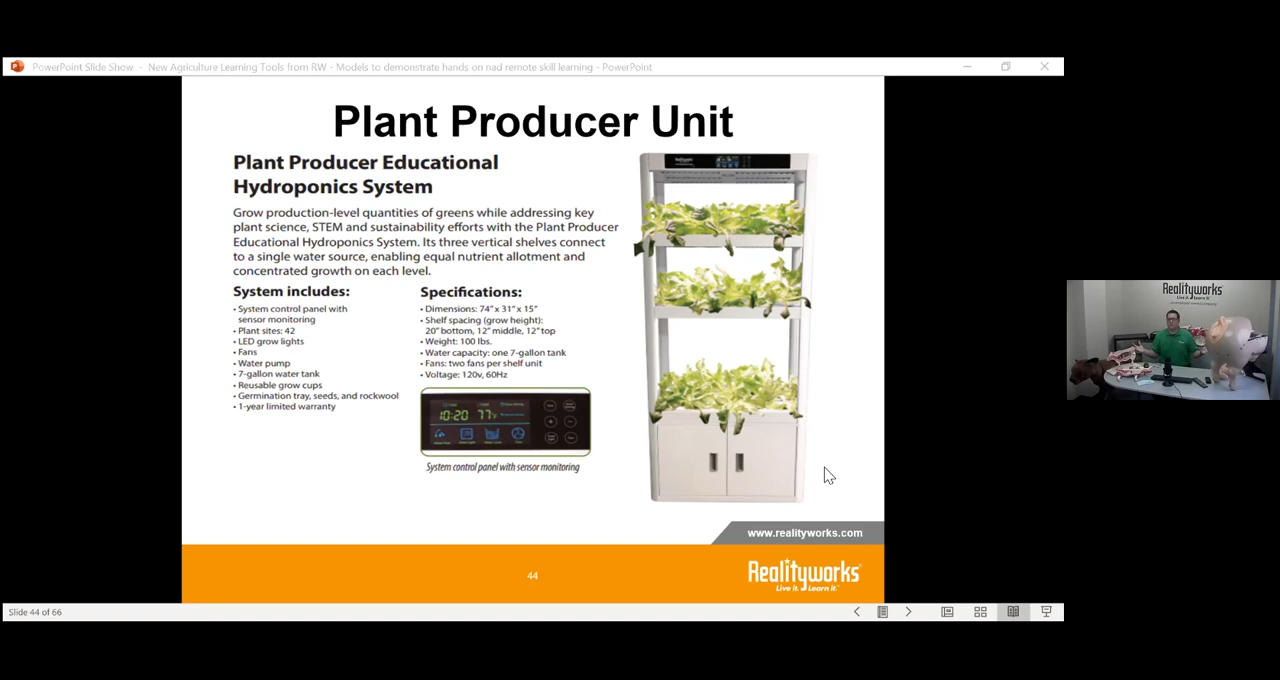 PowerPoint Slide Show - New Agriculture Learning Tools from RW - Models to demonstrate hands on nad remote skill learning - PowerPoint
Plant Producer Unit
Plant Producer Educational
Hydroponics System
Grow production-level quantities of greens while addressing key
plant science, STEM and sustainability efforts with the Plant Producer
Educational Hydroponics System. Its three vertical shelves connect
to a single water source, enabling equal nutrient allotment and
concentrated growth on each level.
System includes:
• System control panel with
sensor monitoring
• Plant sites: 42
• LED grow lights
• Fans
• Water pump
• 7-gallon water tank
• Reusable grow cups
• Germination tray, seeds, and rockwool
• 1-year limited warranty
Specifications:
• Dimensions: 74" x 31" x 15"
• Shelf spacing (grow height):
20" bottom, 12" middle, 12" top
• Weight: 100 lbs.
• Water capacity: one 7-gallon tank
• Fans: two fans per shelf unit
• Voltage: 120v, 60Hz
10:20 77°F
System control panel with sensor monitoring
www.realityworks.com
44
Realityworks
Live it. Learn it.
Slide 44 of 66
Realityworks
Live it. Learn it.